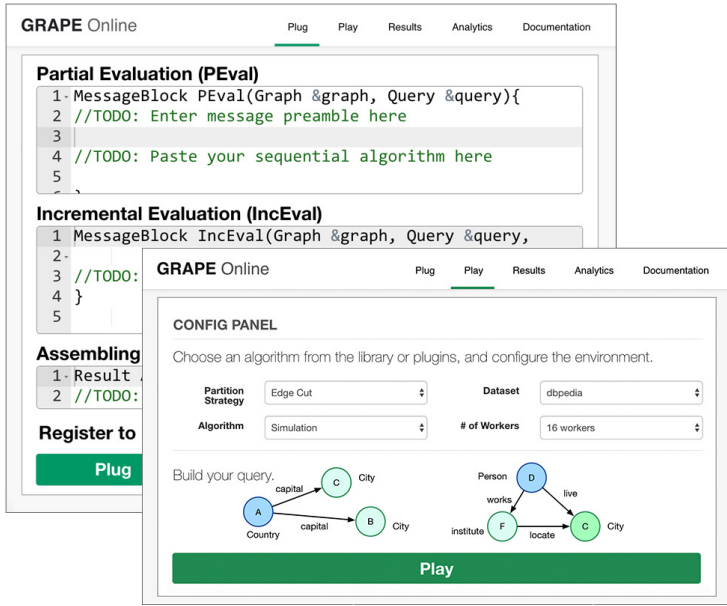 GRAPE Online
Plug Play Results Analytics Documentation
Partial Evaluation (PEval)
1 MessageBlock PEval(Graph &graph, Query &query){
2 //TODO: Enter message preamble here
3
4 //TODO: Paste your sequential algorithm here
5
Incremental Evaluation (IncEval)
1 MessageBlock IncEval(Graph &graph, Query &query,
2
3 //TODO:
4 }
5
Assembling
1 Result
2 //TODO:
Register to
Plug
GRAPE Online
Plug Play Results Analytics Documentation
CONFIG PANEL
Choose an algorithm from the library or plugins, and configure the environment.
Partition Strategy Edge Cut Dataset dbpedia
Algorithm Simulation # of Workers 16 workers
Build your query.
A
Country
capital
C
City
capital
B
City
Person
D
works
live
institute
F
locate
C
City
Play